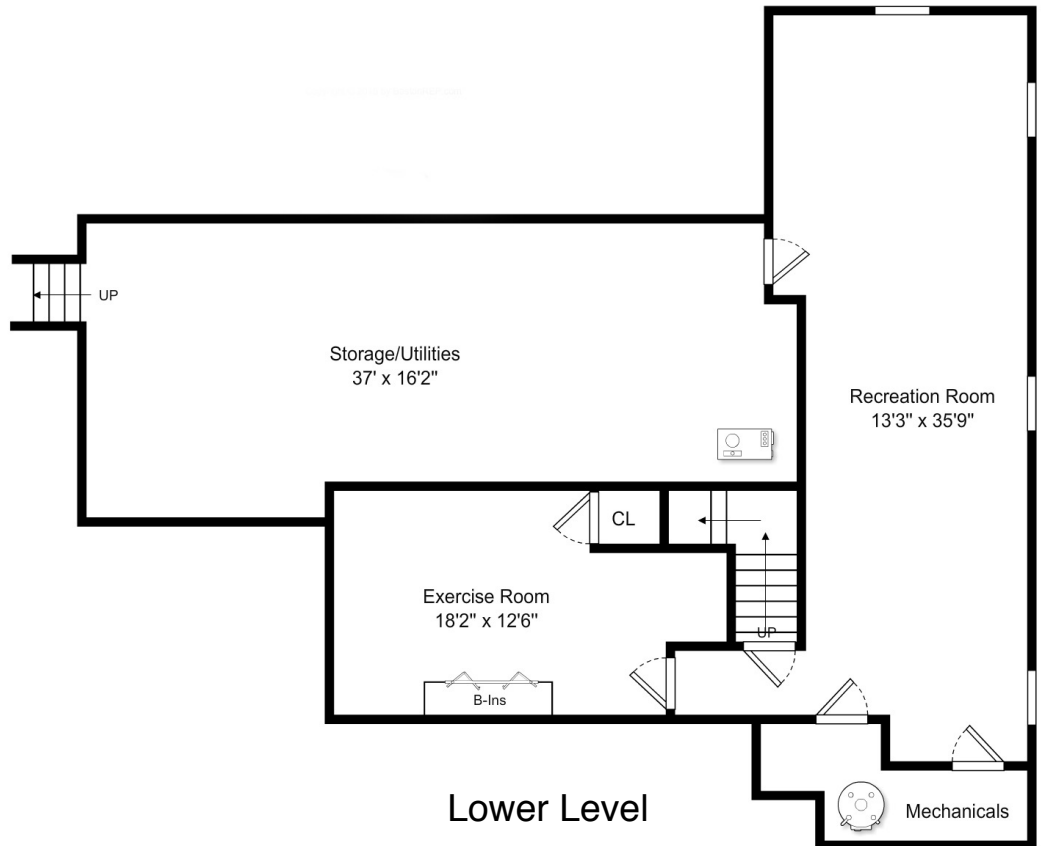 UP
Storage/Utilities
37' x 16'2"
Recreation Room
13'3" x 35'9"
CL
Exercise Room
18'2" x 12'6"
UP
B-Ins
Lower Level
Mechanicals